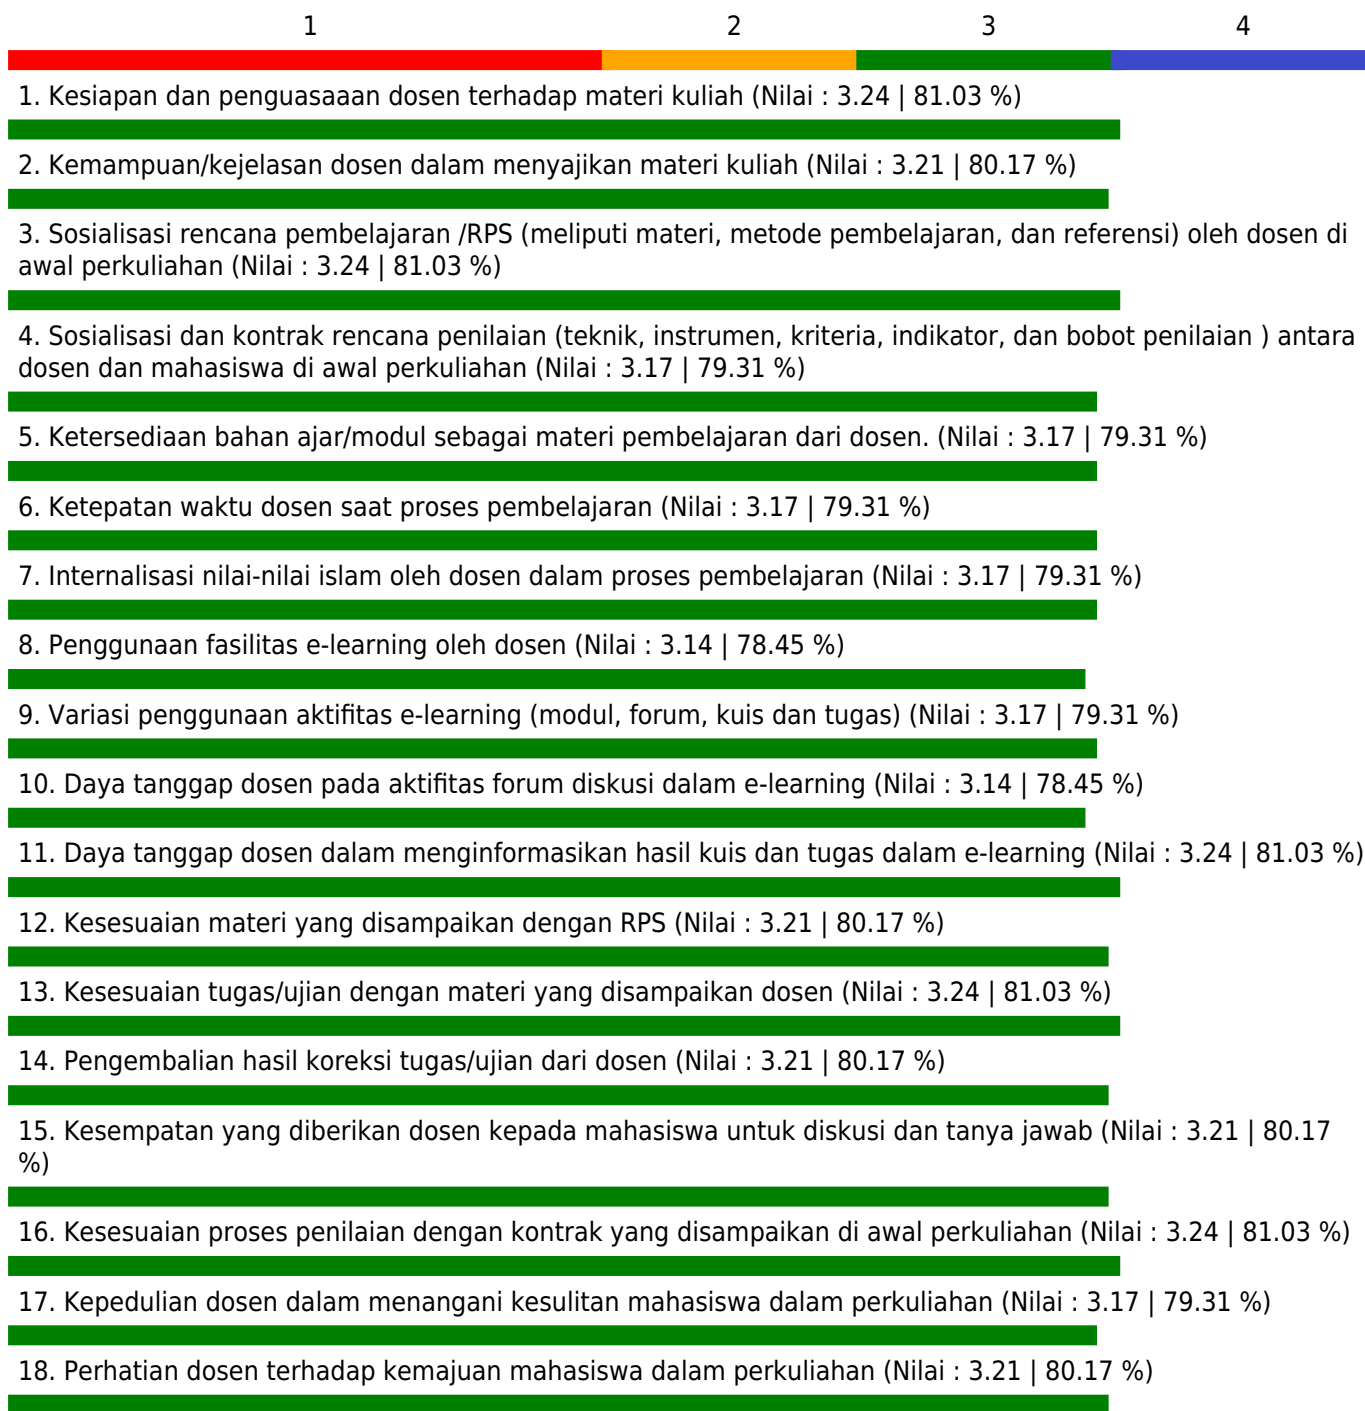 1 2 3 4
1. Kesiapan dan penguasaaan dosen terhadap materi kuliah (Nilai : 3.24 | 81.03 %)
2. Kemampuan/kejelasan dosen dalam menyajikan materi kuliah (Nilai : 3.21 | 80.17 %)
3. Sosialisasi rencana pembelajaran /RPS (meliputi materi, metode pembelajaran, dan referensi) oleh dosen di
awal perkuliahan (Nilai : 3.24 | 81.03 %)
4. Sosialisasi dan kontrak rencana penilaian (teknik, instrumen, kriteria, indikator, dan bobot penilaian ) antara
dosen dan mahasiswa di awal perkuliahan (Nilai : 3.17 | 79.31 %)
5. Ketersediaan bahan ajar/modul sebagai materi pembelajaran dari dosen. (Nilai : 3.17 | 79.31 %)
6. Ketepatan waktu dosen saat proses pembelajaran (Nilai : 3.17 | 79.31 %)
7. Internalisasi nilai-nilai islam oleh dosen dalam proses pembelajaran (Nilai : 3.17 | 79.31 %)
8. Penggunaan fasilitas e-learning oleh dosen (Nilai : 3.14 | 78.45 %)
9. Variasi penggunaan aktifitas e-learning (modul, forum, kuis dan tugas) (Nilai : 3.17 | 79.31 %)
10. Daya tanggap dosen pada aktifitas forum diskusi dalam e-learning (Nilai : 3.14 | 78.45 %)
11. Daya tanggap dosen dalam menginformasikan hasil kuis dan tugas dalam e-learning (Nilai : 3.24 | 81.03 %)
12. Kesesuaian materi yang disampaikan dengan RPS (Nilai : 3.21 | 80.17 %)
13. Kesesuaian tugas/ujian dengan materi yang disampaikan dosen (Nilai : 3.24 | 81.03 %)
14. Pengembalian hasil koreksi tugas/ujian dari dosen (Nilai : 3.21 | 80.17 %)
15. Kesempatan yang diberikan dosen kepada mahasiswa untuk diskusi dan tanya jawab (Nilai : 3.21 | 80.17
%)
16. Kesesuaian proses penilaian dengan kontrak yang disampaikan di awal perkuliahan (Nilai : 3.24 | 81.03 %)
17. Kepedulian dosen dalam menangani kesulitan mahasiswa dalam perkuliahan (Nilai : 3.17 | 79.31 %)
18. Perhatian dosen terhadap kemajuan mahasiswa dalam perkuliahan (Nilai : 3.21 | 80.17 %)